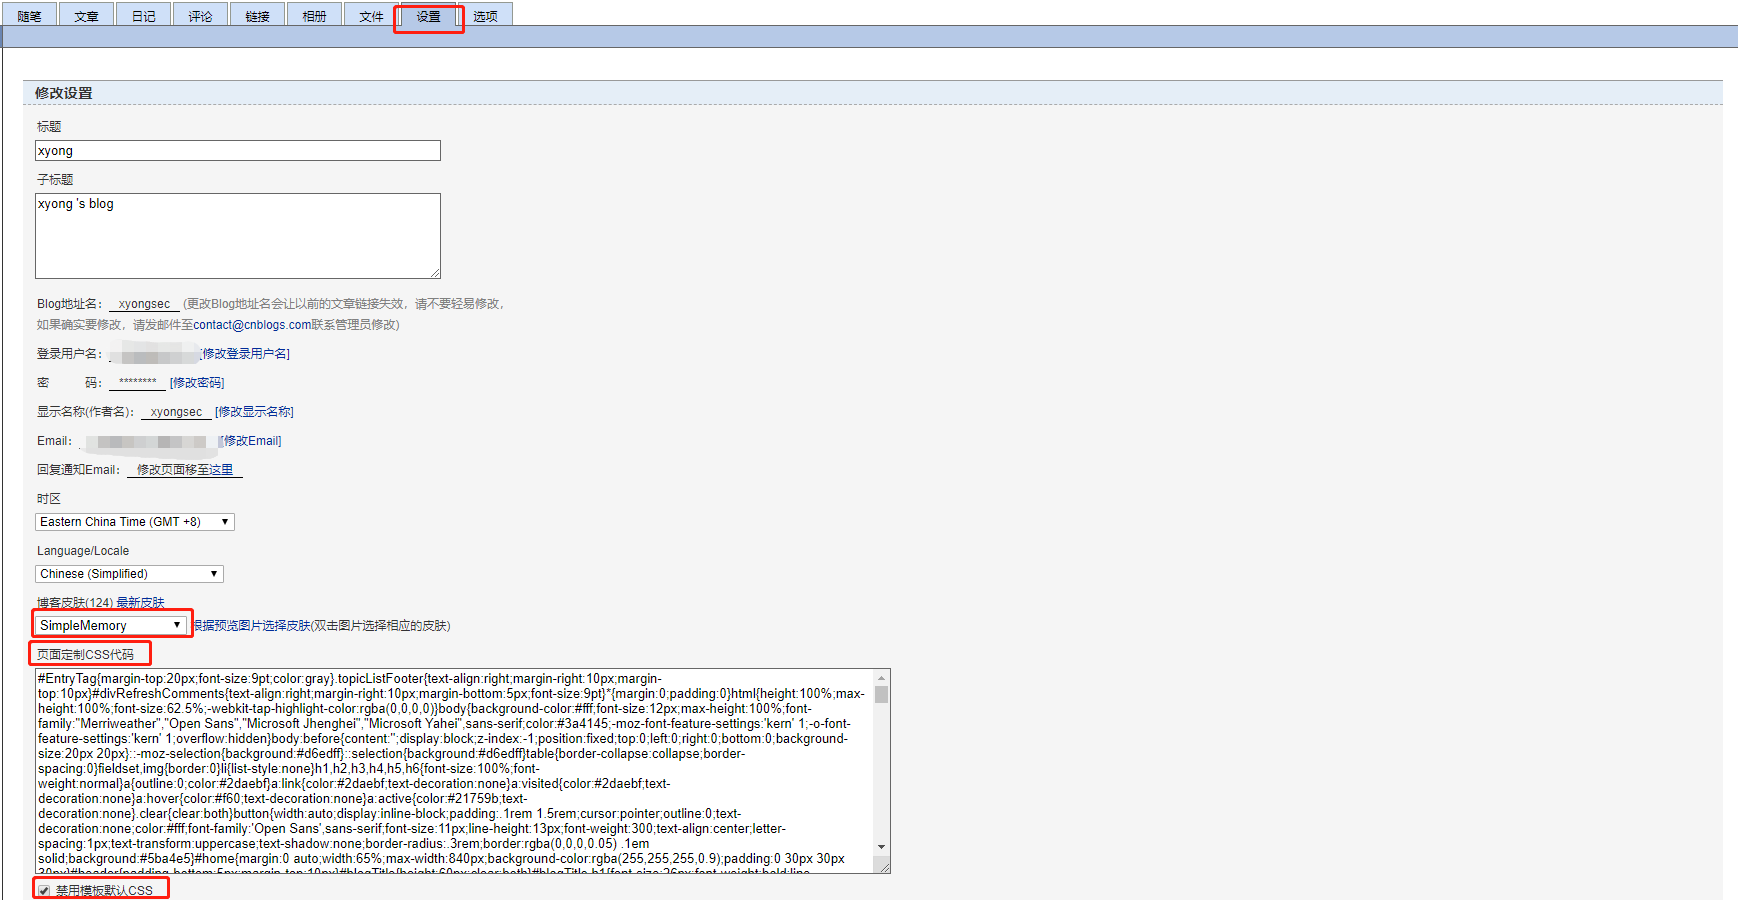 随笔 文章 日记 评论 链接 相册 文件 设置 选项
修改设置
标题
xyong
子标题
xyong 's blog
Blog地址名： xyongsec (更改Blog地址名会让以前的文章链接失效，请不要轻易修改，
如果确实要修改，请发邮件至contact@cnblogs.com联系管理员修改)
登录用户名： [修改登录用户名]
密 码： ******** [修改密码]
显示名称(作者名)： xyongsec [修改显示名称]
Email： [修改Email]
回复通知Email： 修改页面移至这里
时区
Eastern China Time (GMT +8)
Language/Locale
Chinese (Simplified)
博客皮肤(124) 最新皮肤
SimpleMemory 根据预览图片选择皮肤(双击图片选择相应的皮肤)
页面定制CSS代码
#EntryTag{margin-top:20px;font-size:9pt;color:gray}.topicListFooter{text-align:right;margin-right:10px;margin-
top:10px}#divRefreshComments{text-align:right;margin-right:10px;margin-bottom:5px;font-size:9pt}*{margin:0;padding:0}html{height:100%;max-
height:100%;font-size:62.5%;-webkit-tap-highlight-color:rgba(0,0,0,0)}body{background-color:#fff;font-size:12px;max-height:100%;font-
family:"Merriweather","Open Sans","Microsoft Jhenghei","Microsoft Yahei",sans-serif;color:#3a4145;-moz-font-feature-settings:'kern' 1;-o-font-
feature-settings:'kern' 1;overflow:hidden}body:before{content:'';display:block;z-index:-1;position:fixed;top:0;left:0;right:0;bottom:0;background-
size:20px 20px}::-moz-selection{background:#d6edff}::selection{background:#d6edff}table{border-collapse:collapse;border-
spacing:0}fieldset,img{border:0}li{list-style:none}h1,h2,h3,h4,h5,h6{font-size:100%;font-
weight:normal}a{outline:0;color:#2daebf}a:link{color:#2daebf;text-decoration:none}a:visited{color:#2daebf;text-
decoration:none}a:hover{color:#f60;text-decoration:none}a:active{color:#21759b;text-
decoration:none}.clear{clear:both}button{width:auto;display:inline-block;padding:.1rem 1.5rem;cursor:pointer;outline:0;text-
decoration:none;color:#fff;font-family:'Open Sans',sans-serif;font-size:11px;line-height:13px;font-weight:300;text-align:center;letter-
spacing:1px;text-transform:uppercase;text-shadow:none;border-radius:.3rem;border:rgba(0,0,0,0.05) .1em
solid;background:#5ba4e5}#home{margin:0 auto;width:65%;max-width:840px;background-color:rgba(255,255,255,0.9);padding:0 30px 30px
30px}#header{padding-bottom:5px;margin-top:10px}#blogTitle{height:60px;clear:both}#blogTitle h1{font-size:26px;font-weight:bold;line-
禁用模板默认CSS